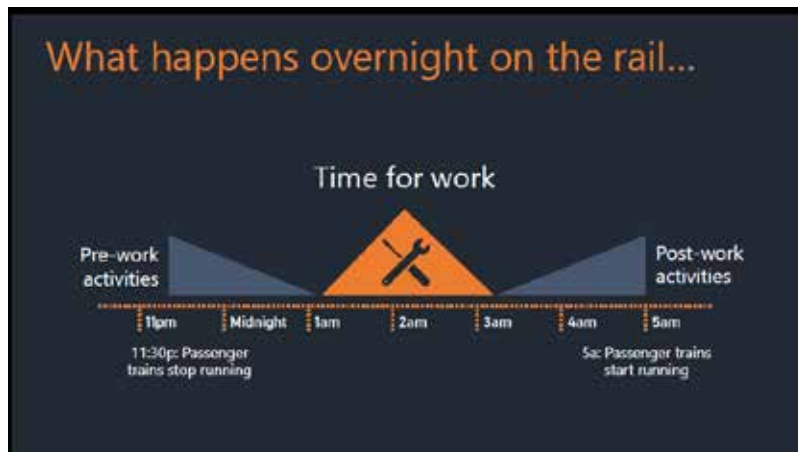 What happens overnight on the rail...
Time for work
Pre-work
activities
Post-work
activities
11pm
Midnight
1am
2am
3am
4am
5am
11:30p: Passenger
trains stop running
5a: Passenger trains
start running